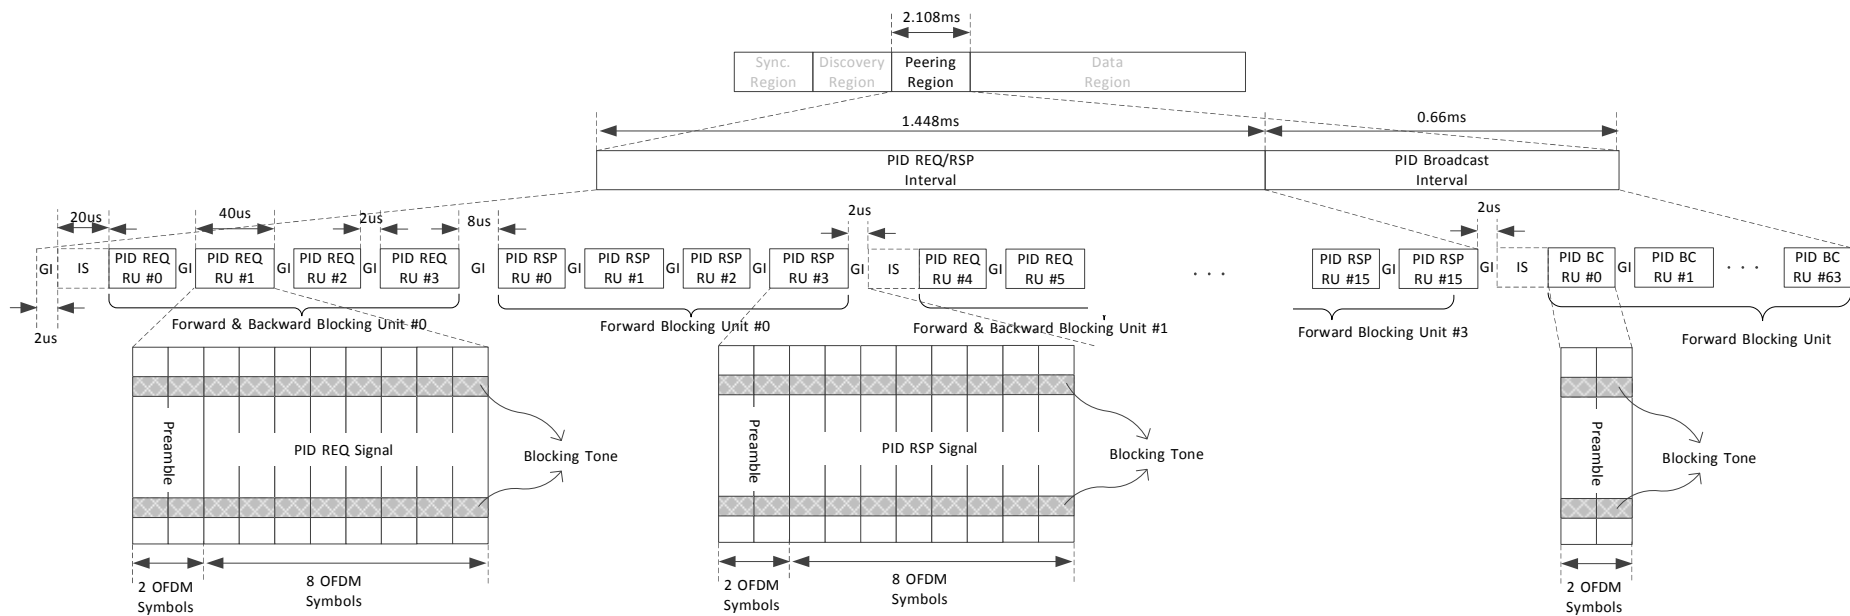 2.108ms
Sync.
Region
Discovery
Region
Peering
Region
Data
Region
1.448ms
0.66ms
PID REQ/RSP
Interval
PID Broadcast
Interval
20us
40us
2us
8us
2us
2us
GI
IS
PID REQ
RU #0
GI
PID REQ
RU #1
GI
PID REQ
RU #2
GI
PID REQ
RU #3
GI
PID RSP
RU #0
GI
PID RSP
RU #1
GI
PID RSP
RU #2
GI
PID RSP
RU #3
GI
IS
PID REQ
RU #4
GI
PID REQ
RU #5
· · ·
PID RSP
RU #15
GI
PID RSP
RU #15
GI
IS
PID BC
RU #0
GI
PID BC
RU #1
· · ·
PID BC
RU #63
2us
Forward & Backward Blocking Unit #0
Forward Blocking Unit #0
Forward & Backward Blocking Unit #1
Forward Blocking Unit #3
Forward Blocking Unit
Preamble
PID REQ Signal
Blocking Tone
Preamble
PID RSP Signal
Blocking Tone
Preamble
Blocking Tone
2 OFDM
Symbols
8 OFDM
Symbols
2 OFDM
Symbols
8 OFDM
Symbols
2 OFDM
Symbols